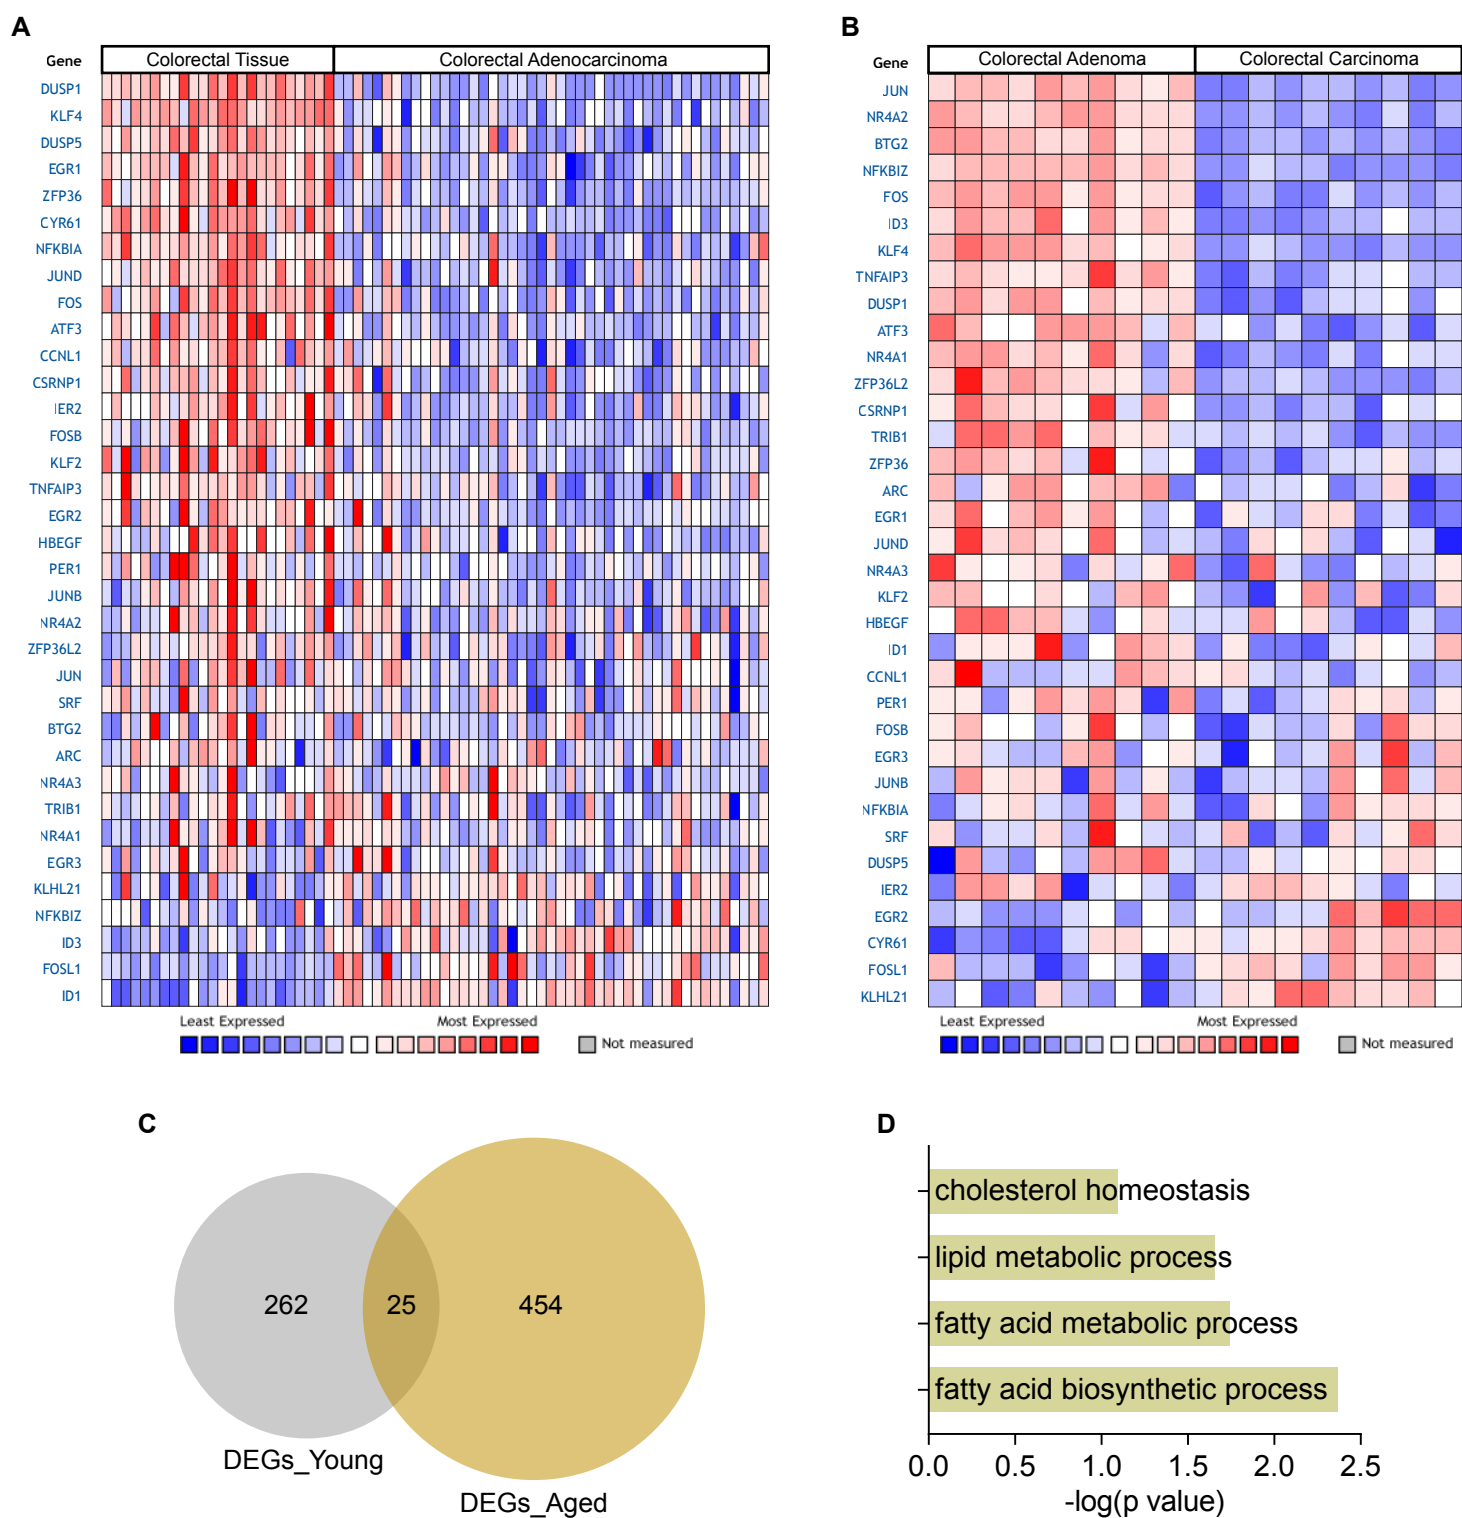 A
Gene
Colorectal Tissue
Colorectal Adenocarcinoma
DUSP1
KLF4
DUSP5
EGR1
ZFP36
CYR61
NFKBIA
JUND
FOS
ATF3
CCNL1
CSRNP1
IER2
FOSB
KLF2
TNFAIP3
EGR2
HBEGF
PER1
JUNB
NR4A2
ZFP36L2
JUN
SRF
BTG2
ARC
NR4A3
TRIB1
NR4A1
EGR3
KLHL21
NFKBIZ
ID3
FOSL1
ID1
Least Expressed
Most Expressed
Not measured
B
Gene
Colorectal Adenoma
Colorectal Carcinoma
JUN
NR4A2
BTG2
NFKBIZ
FOS
ID3
KLF4
TNFAIP3
DUSP1
ATF3
NR4A1
ZFP36L2
CSRNP1
TRIB1
ZFP36
ARC
EGR1
JUND
NR4A3
KLF2
HBEGF
ID1
CCNL1
PER1
FOSB
EGR3
JUNB
NFKBIA
SRF
DUSP5
IER2
EGR2
CYR61
FOSL1
KLHL21
Least Expressed
Most Expressed
Not measured
C
262
25
454
DEGs_Young
DEGs_Aged
D
cholesterol homeostasis
lipid metabolic process
fatty acid metabolic process
fatty acid biosynthetic process
0.0 0.5 1.0 1.5 2.0 2.5
-log(p value)